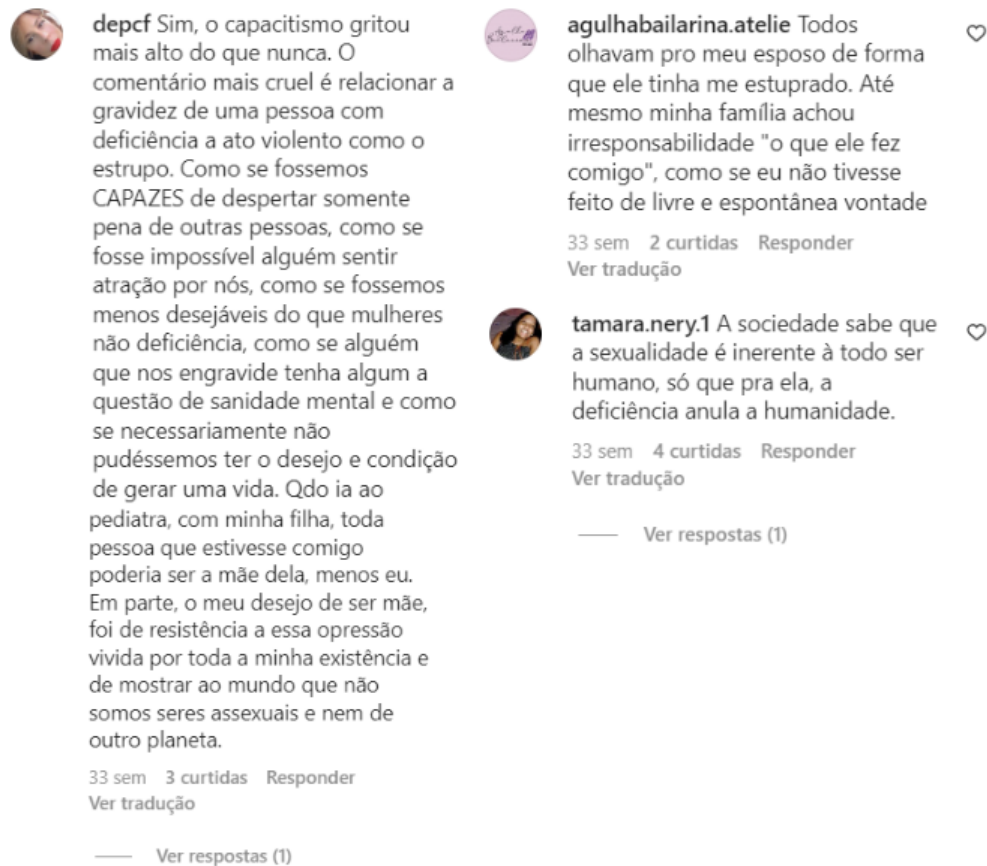 depcf Sim, o capacitismo gritou
mais alto do que nunca. O
comentário mais cruel é relacionar a
gravidez de uma pessoa com
deficiência a ato violento como o
estrupo. Como se fossemos
CAPAZES de despertar somente
pena de outras pessoas, como se
fosse impossível alguém sentir
atração por nós, como se fossemos
menos desejáveis do que mulheres
não deficiência, como se alguém
que nos engravide tenha algum a
questão de sanidade mental e como
se necessariamente não
pudéssemos ter o desejo e condição
de gerar uma vida. Qdo ia ao
pediatra, com minha filha, toda
pessoa que estivesse comigo
poderia ser a mãe dela, menos eu.
Em parte, o meu desejo de ser mãe,
foi de resistência a essa opressão
vivida por toda a minha existência e
de mostrar ao mundo que não
somos seres assexuais e nem de
outro planeta.
33 sem 3 curtidas Responder
Ver tradução
Ver respostas (1)
agulhabailarina.atelie Todos
olhavam pro meu esposo de forma
que ele tinha me estuprado. Até
mesmo minha família achou
irresponsabilidade "o que ele fez
comigo", como se eu não tivesse
feito de livre e espontânea vontade
33 sem 2 curtidas Responder
Ver tradução
tamara.nery.1 A sociedade sabe que
a sexualidade é inerente à todo ser
humano, só que pra ela, a
deficiência anula a humanidade.
33 sem 4 curtidas Responder
Ver tradução
Ver respostas (1)